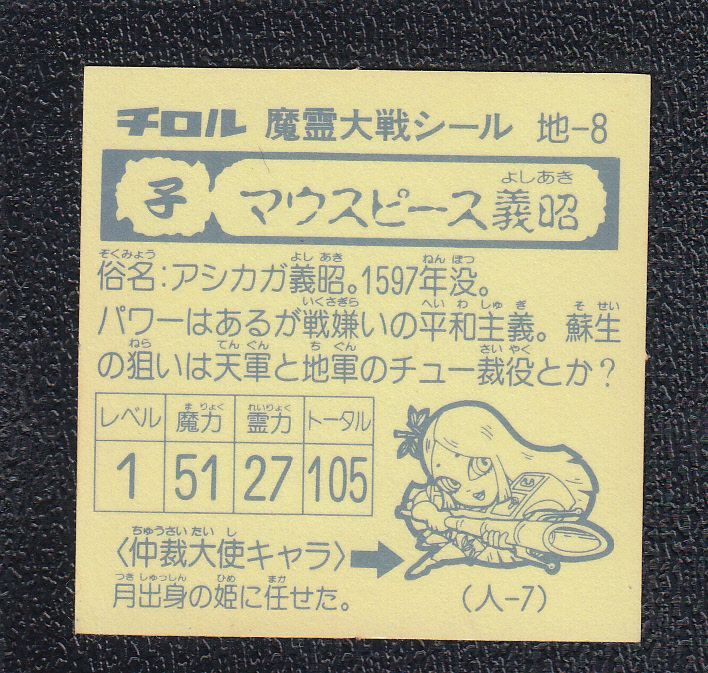 チロル 魔霊大戦シール 地-8
よしあき
子 マウスピース義昭
ぞくみょう よしあき ねんぼつ
俗名:アシカガ義昭。1597年没。
いくさぎら へいわしゅぎ そせい
パワーはあるが戦嫌いの平和主義。蘇生
ねら てんぐん ちぐん さいやく
の狙いは天軍と地軍のチュー裁役とか?
まりょく れいりょく
レベル 魔力 霊力 トータル
1 51 27 105
ちゅうさいたいし
〈仲裁大使キャラ〉
つきしゅっしん ひめ まか
月出身の姫に任せた。
(人-7)